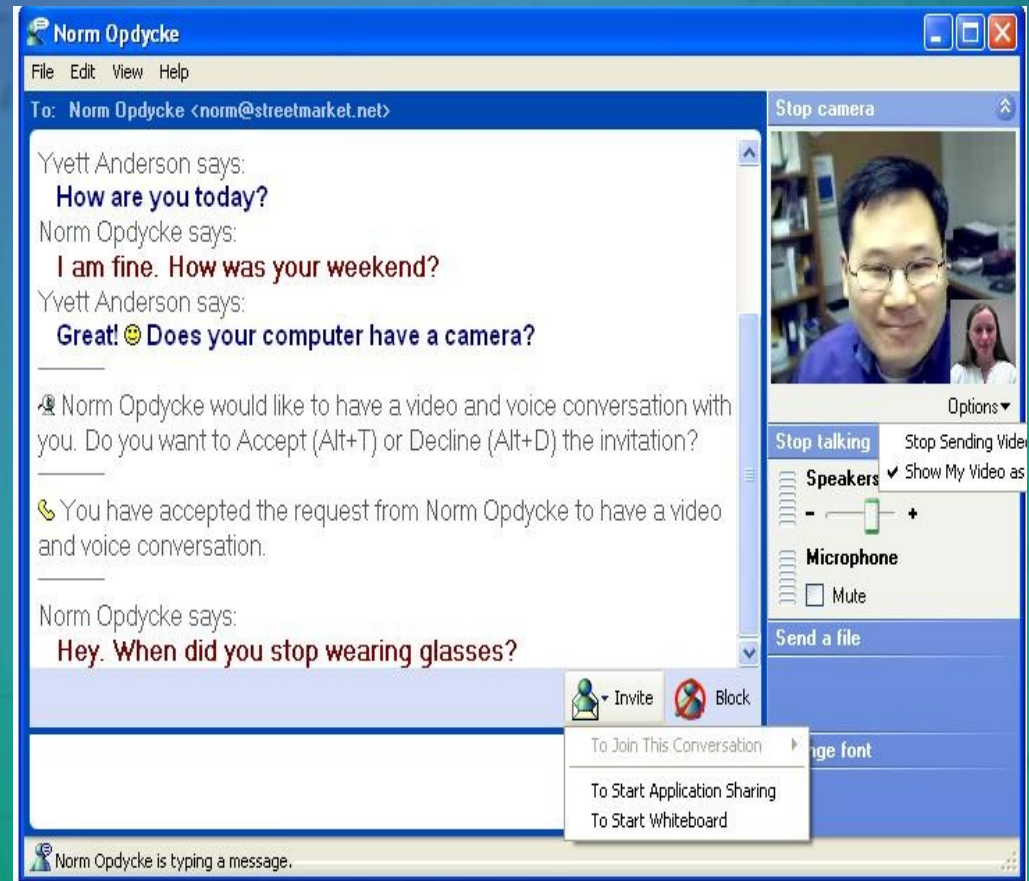 Norm Opdycke
File Edit View Help
To: Norm Opdycke <norm@streetmarket.net>
Yvett Anderson says:
How are you today?
Norm Opdycke says:
I am fine. How was your weekend?
Yvett Anderson says:
Great! Does your computer have a camera?
Norm Opdycke would like to have a video and voice conversation with
you. Do you want to Accept (Alt+T) or Decline (Alt+D) the invitation?
You have accepted the request from Norm Opdycke to have a video
and voice conversation.
Norm Opdycke says:
Hey. When did you stop wearing glasses?
Invite Block
To Join This Conversation
To Start Application Sharing
To Start Whiteboard
Norm Opdycke is typing a message.
Stop camera
Options
Stop Sending Vide
Show My Video as
Stop talking
Speakers
- +
Microphone
Mute
Send a file
nge font